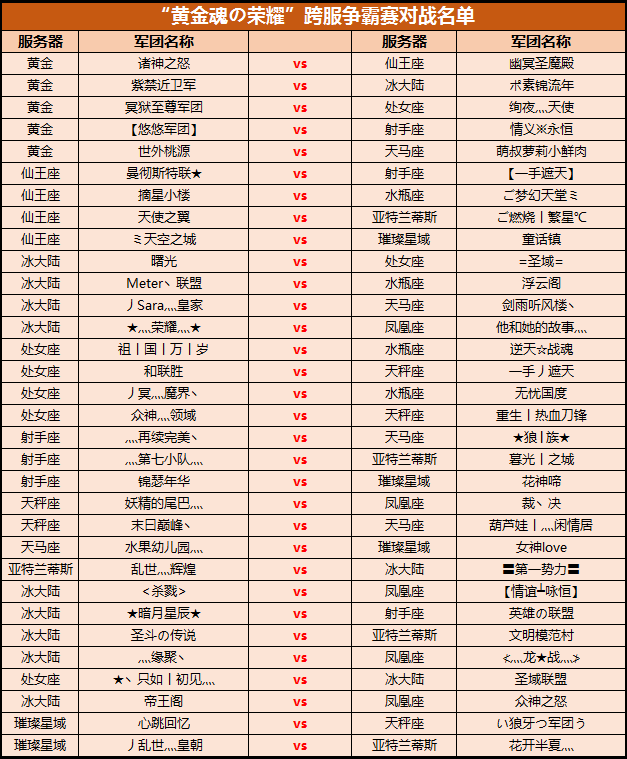 “黄金魂の荣耀”跨服争霸赛对战名单
服务器 军团名称 服务器 军团名称
黄金 诸神之怒 vs 仙王座 幽冥圣魔殿
黄金 紫禁近卫军 vs 冰大陆 ポ素锦流年
黄金 冥狱至尊军团 vs 处女座 绚夜灬天使
黄金 【悠悠军团】 vs 射手座 情义※永恒
黄金 世外桃源 vs 天马座 萌叔萝莉小鲜肉
仙王座 昙彻斯特联★ vs 射手座 【一手遮天】
仙王座 摘星小楼 vs 水瓶座 ご梦幻天堂ミ
仙王座 天使之翼 vs 亚特兰蒂斯 ご燃烧丨繁星℃
仙王座 ミ天空之城 vs 璀璨星域 童话镇
冰大陆 曙光 vs 处女座 =圣域=
冰大陆 Meter丶联盟 vs 水瓶座 浮云阁
冰大陆 丿Sara灬皇家 vs 天马座 剑雨听风楼丶
冰大陆 ★灬荣耀灬★ vs 凤凰座 他和她的故事灬
处女座 祖丨国丨万丨岁 vs 水瓶座 逆天☆战魂
处女座 和联胜 vs 天秤座 一手丿遮天
处女座 丿冥灬魔界丶 vs 水瓶座 无忧国度
处女座 众神灬领域 vs 天秤座 重生丨热血刀锋
射手座 灬再续完美丶 vs 天马座 ★狼丨族★
射手座 灬第七小队灬 vs 亚特兰蒂斯 暮光丨之城
射手座 锦瑟年华 vs 璀璨星域 花神啼
天秤座 妖精的尾巴灬 vs 凤凰座 裁丶决
天秤座 末日巅峰丶 vs 天马座 葫芦娃丨灬闲情居
天马座 水果幼儿园灬 vs 璀璨星域 女神love
亚特兰蒂斯 乱世灬辉煌 vs 冰大陆 〓第一势力〓
冰大陆 <杀戮> vs 凤凰座 【情谊┷咏恒】
冰大陆 ★暗月星辰★ vs 射手座 英雄の联盟
冰大陆 圣斗の传说 vs 亚特兰蒂斯 文明模范村
冰大陆 灬缘聚丶 vs 凤凰座 ⊀灬龙★战灬⊁
处女座 ★丶只如丨初见灬 vs 冰大陆 圣域联盟
冰大陆 帝王阁 vs 凤凰座 众神之怒
璀璨星域 心跳回忆 vs 天秤座 い狼牙つ军团う
璀璨星域 丿乱世灬皇朝 vs 亚特兰蒂斯 花开半夏灬